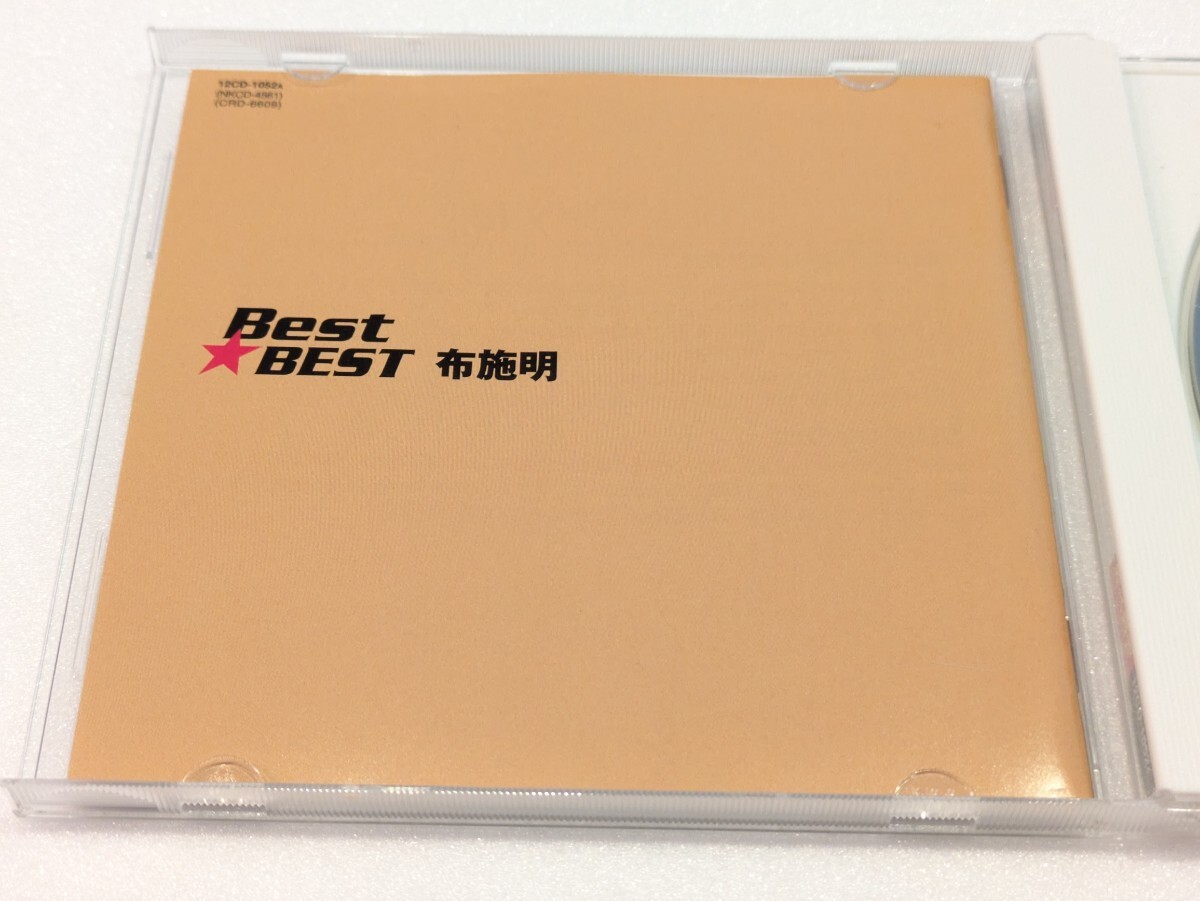 12CD-1052A
(NKCD-4561)
(CRD-6608)
Best
★BEST 布施明